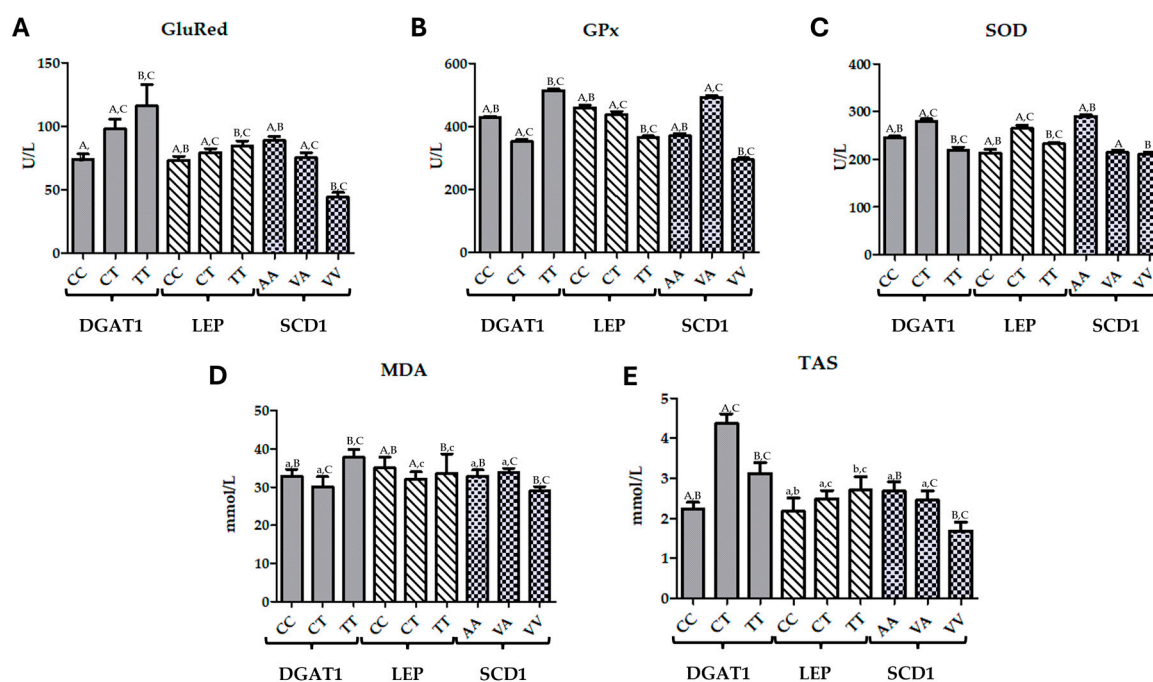 A
GluRed
150
100
50
0
U/L
A,
A,C
B,C
A,B
A,C
B,C
A,B
A,C
B,C
CC CT TT CC CT TT AA VA VV
DGAT1 LEP SCD1
B
GPx
600
400
200
0
U/L
A,B
A,C
B,C
A,B
A,C
B,C
A,B
A,C
B,C
CC CT TT CC CT TT AA VA VV
DGAT1 LEP SCD1
C
SOD
400
300
200
100
0
U/L
A,B
A,C
B,C
A,B
A,C
B,C
A,B
A
B
CC CT TT CC CT TT AA VA VV
DGAT1 LEP SCD1
D
MDA
50
40
30
20
10
0
mmol/L
a,B
a,C
B,C
A,B
A,c
B,c
a,B
a,C
B,C
CC CT TT CC CT TT AA VA VV
DGAT1 LEP SCD1
E
TAS
5
4
3
2
1
0
mmol/L
A,B
A,C
B,C
a,b
a,c
b,c
a,B
a,C
B,C
CC CT TT CC CT TT AA VA VV
DGAT1 LEP SCD1